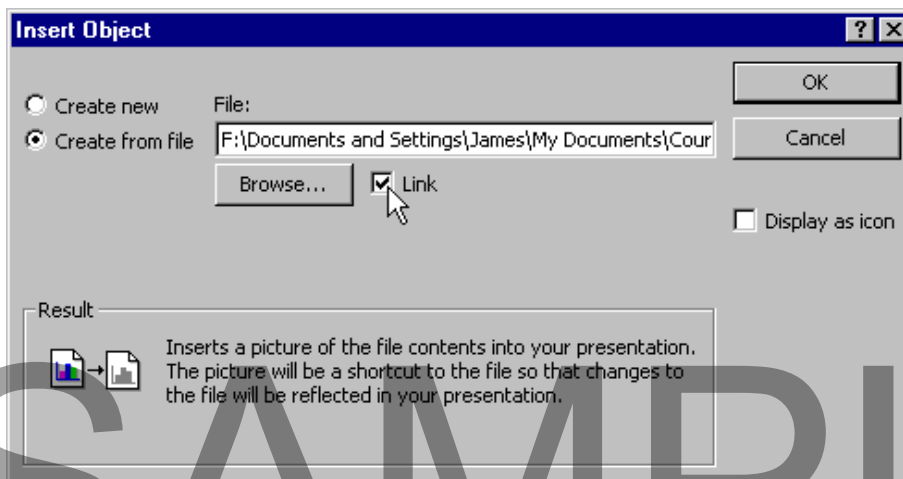 Insert Object
OK
Create new
File:
Create from file
F:\Documents and Settings\James\My Documents\Cour
Cancel
Browse...
Link
Display as icon
Result
Inserts a picture of the file contents into your presentation.
The picture will be a shortcut to the file so that changes to
the file will be reflected in your presentation.